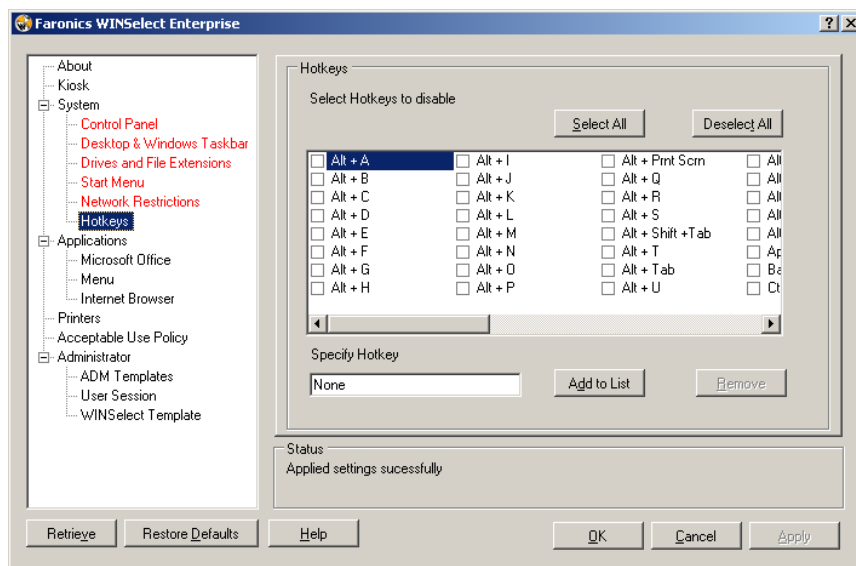 Faronics WINSelect Enterprise
About
Kiosk
System
Control Panel
Desktop & Windows Taskbar
Drives and File Extensions
Start Menu
Network Restrictions
Hotkeys
Applications
Microsoft Office
Menu
Internet Browser
Printers
Acceptable Use Policy
Administrator
ADM Templates
User Session
WINSelect Template
Hotkeys
Select Hotkeys to disable
Select All
Deselect All
Alt + A
Alt + B
Alt + C
Alt + D
Alt + E
Alt + F
Alt + G
Alt + H
Alt + I
Alt + J
Alt + K
Alt + L
Alt + M
Alt + N
Alt + O
Alt + P
Alt + Prnt Scrn
Alt + Q
Alt + R
Alt + S
Alt + Shift +Tab
Alt + T
Alt + Tab
Alt + U
Specify Hotkey
None
Add to List
Remove
Status
Applied settings sucessfully
Retrieve
Restore Defaults
Help
OK
Cancel
Apply